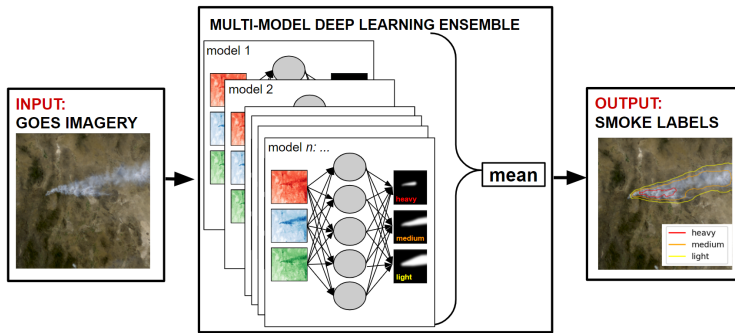 MULTI-MODEL DEEP LEARNING ENSEMBLE
INPUT:
GOES IMAGERY
model 1
model 2
model n: ...
heavy
medium
light
mean
OUTPUT:
SMOKE LABELS
heavy
medium
light